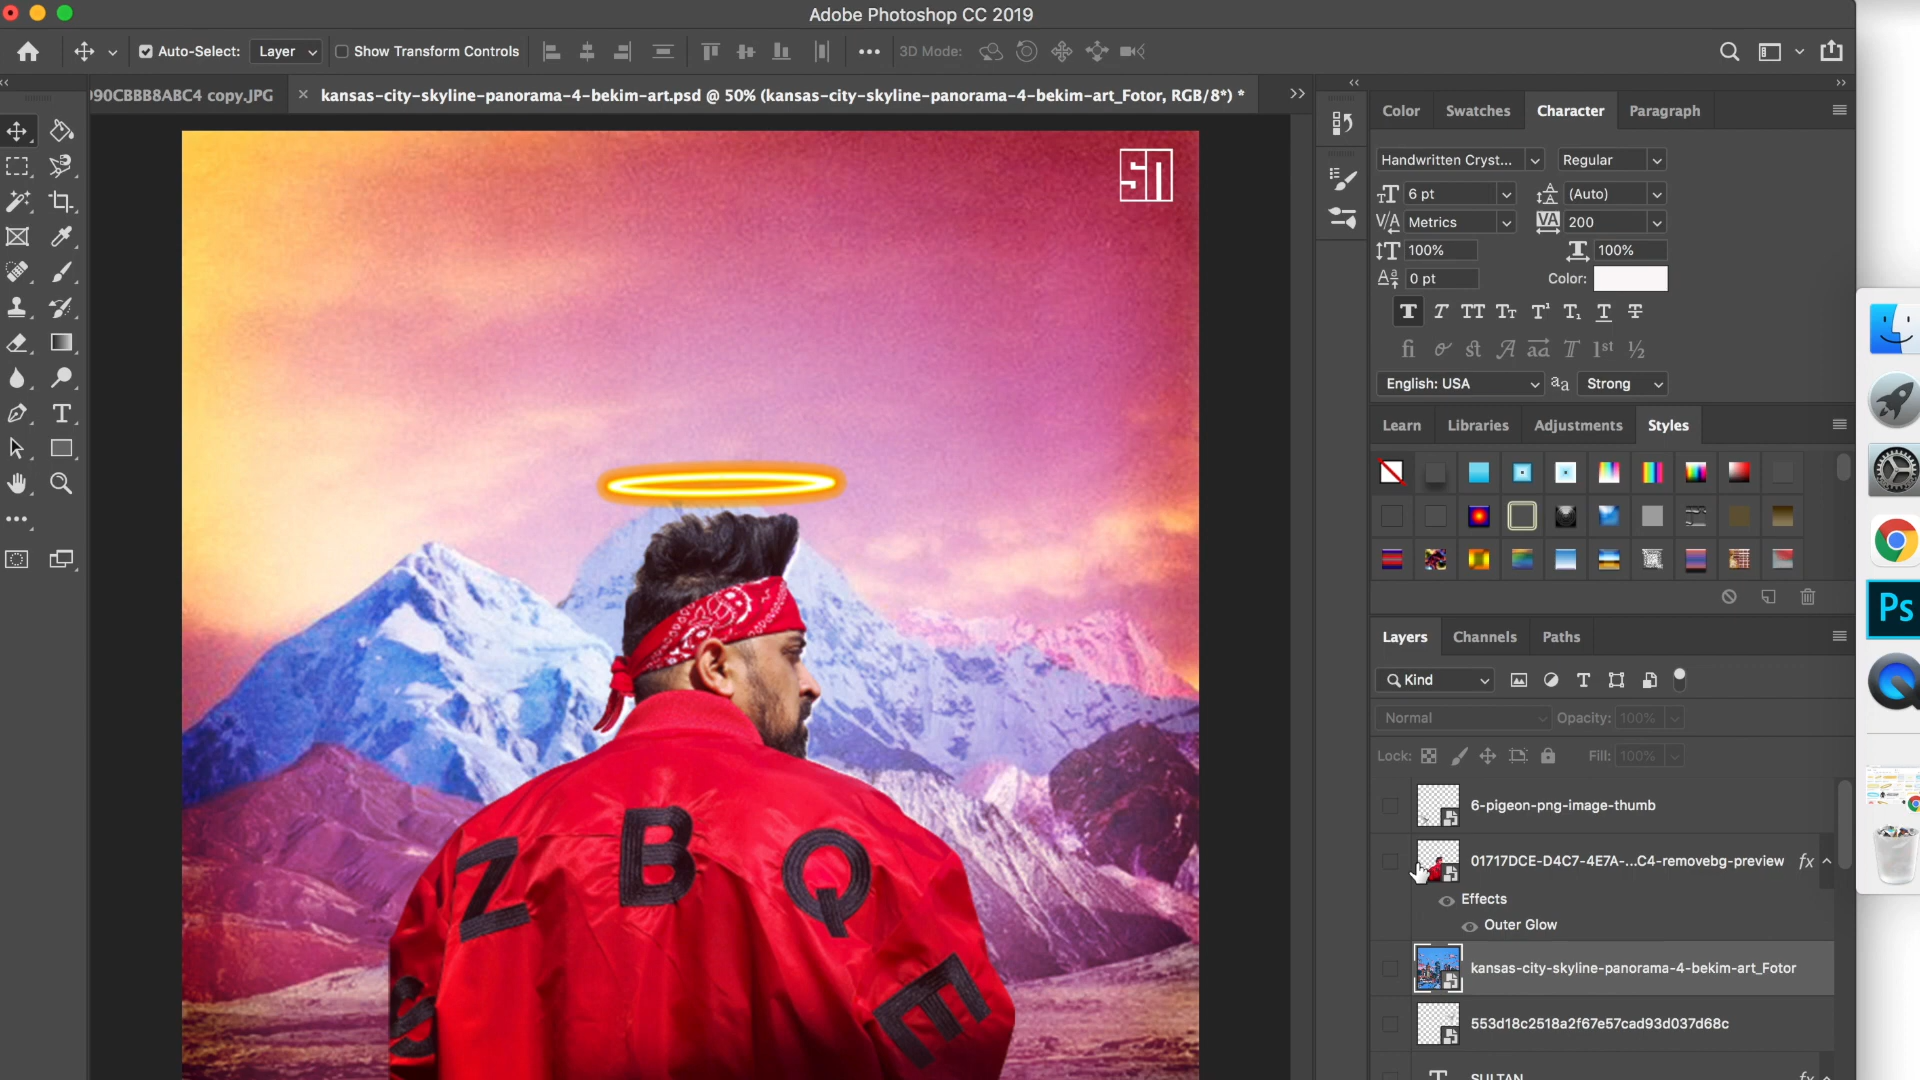 Adobe Photoshop CC 2019
Auto-Select: Layer Show Transform Controls 3D Mode:
90CBBB8ABC4 copy.JPG × kansas-city-skyline-panorama-4-bekim-art.psd @ 50% (kansas-city-skyline-panorama-4-bekim-art_Fotor, RGB/8*) *
Color Swatches Character Paragraph
Handwritten Cryst... Regular
6 pt (Auto)
Metrics 200
100% 100%
0 pt Color:
English: USA Strong
Learn Libraries Adjustments Styles
Layers Channels Paths
Kind
Normal Opacity: 100%
Lock: Fill: 100%
6-pigeon-png-image-thumb
01717DCE-D4C7-4E7A-...C4-removebg-preview fx
Effects
Outer Glow
kansas-city-skyline-panorama-4-bekim-art_Fotor
553d18c2518a2f67e57cad93d037d68c
SULTAN fx
SN
Z B Q E
Ps